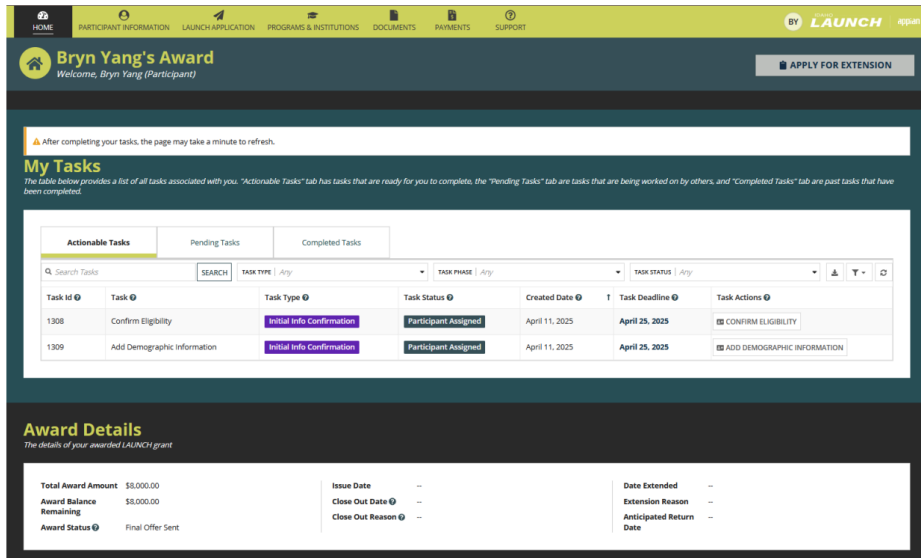 HOME
PARTICIPANT INFORMATION
LAUNCH APPLICATION
PROGRAMS & INSTITUTIONS
DOCUMENTS
PAYMENTS
SUPPORT
BY
IDAHO
LAUNCH
appian
Bryn Yang's Award
Welcome, Bryn Yang (Participant)
APPLY FOR EXTENSION
After completing your tasks, the page may take a minute to refresh.
My Tasks
The table below provides a list of all tasks associated with you. "Actionable Tasks" tab has tasks that are ready for you to complete, the "Pending Tasks" tab are tasks that are being worked on by others, and "Completed Tasks" tab are past tasks that have
been completed.
Actionable Tasks
Pending Tasks
Completed Tasks
Search Tasks
SEARCH
TASK TYPE | Any
TASK PHASE | Any
TASK STATUS | Any
Task Id Task Task Type Task Status Created Date ↑ Task Deadline Task Actions
1308 Confirm Eligibility Initial Info Confirmation Participant Assigned April 11, 2025 April 25, 2025 CONFIRM ELIGIBILITY
1309 Add Demographic Information Initial Info Confirmation Participant Assigned April 11, 2025 April 25, 2025 ADD DEMOGRAPHIC INFORMATION
Award Details
The details of your awarded LAUNCH grant
Total Award Amount $8,000.00
Award Balance
Remaining
$8,000.00
Award Status Final Offer Sent
Issue Date --
Close Out Date --
Close Out Reason --
Date Extended --
Extension Reason --
Anticipated Return
Date
--